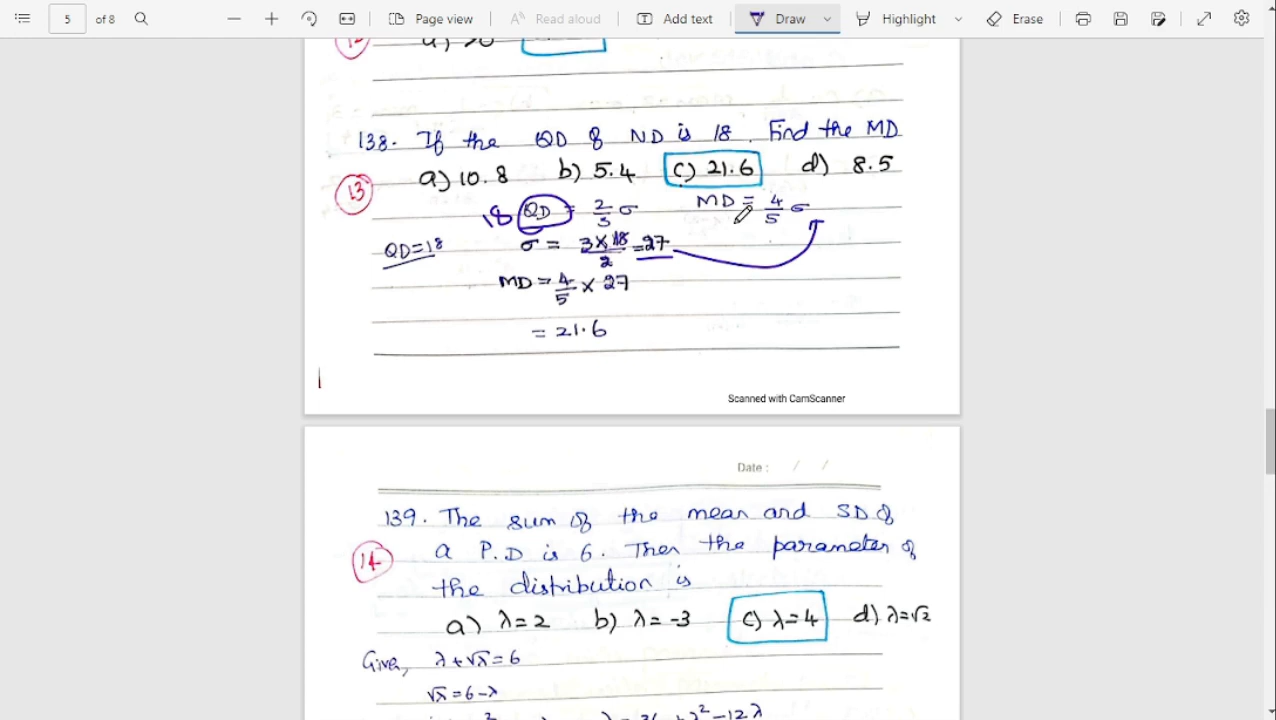 5 of 8 Page view Read aloud Add text Draw Highlight Erase
138. If the QD of ND is 18. Find the MD
a) 10.8 b) 5.4 c) 21.6 d) 8.5
13
18 QD = 2/3 σ MD = 4/5 σ
QD=18 σ = 3×18/2 = 27
MD = 4/5 × 27
= 21.6
Scanned with CamScanner
Date : / /
139. The sum of the mean and SD of
14 a P.D is 6. Then the parameter of
the distribution is
a) λ=2 b) λ=-3 c) λ=4 d) λ=√2
Given, λ+√λ=6
√λ=6-λ